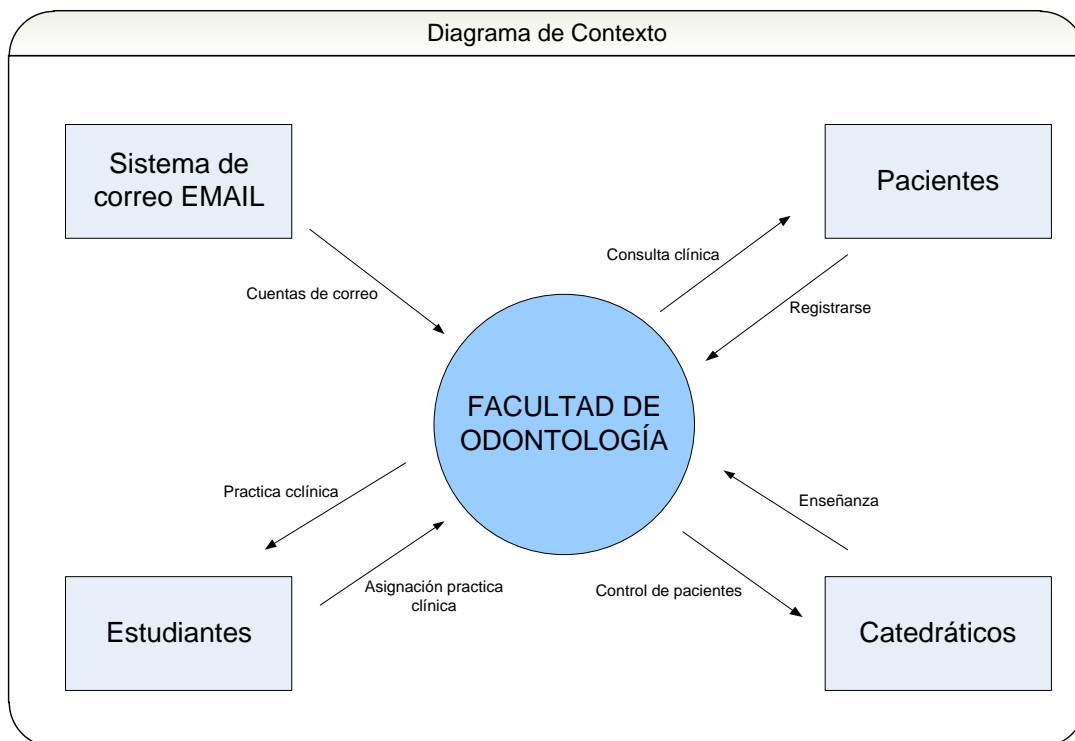 Diagrama de Contexto
Sistema de
correo EMAIL
Pacientes
Consulta clínica
Cuentas de correo
Registrarse
FACULTAD DE
ODONTOLOGÍA
Practica cclínica
Enseñanza
Asignación practica
clínica
Control de pacientes
Estudiantes
Catedráticos